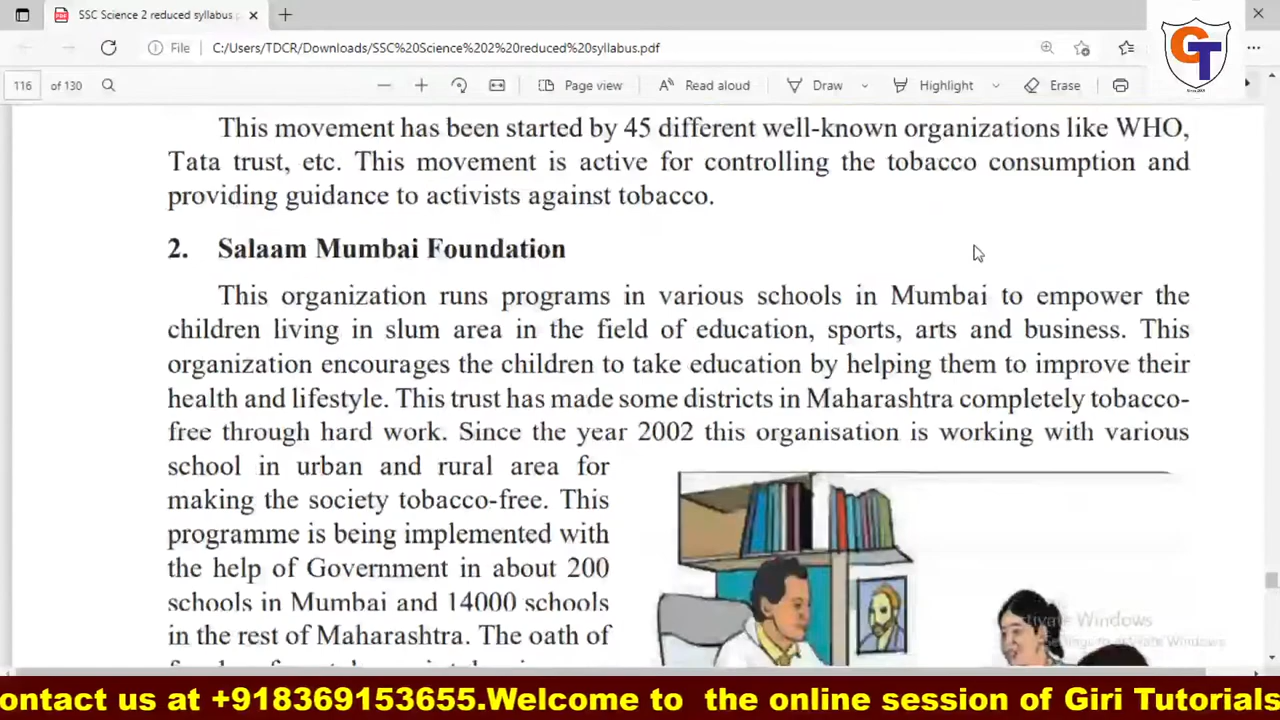 SSC Science 2 reduced syllabus
File
C:/Users/TDCR/Downloads/SSC%20Science%202%20reduced%20syllabus.pdf
GT
116 of 130
Page view
Read aloud
Draw
Highlight
Erase
This movement has been started by 45 different well-known organizations like WHO,
Tata trust, etc. This movement is active for controlling the tobacco consumption and
providing guidance to activists against tobacco.
2. Salaam Mumbai Foundation
This organization runs programs in various schools in Mumbai to empower the
children living in slum area in the field of education, sports, arts and business. This
organization encourages the children to take education by helping them to improve their
health and lifestyle. This trust has made some districts in Maharashtra completely tobacco-
free through hard work. Since the year 2002 this organisation is working with various
school in urban and rural area for
making the society tobacco-free. This
programme is being implemented with
the help of Government in about 200
schools in Mumbai and 14000 schools
in the rest of Maharashtra. The oath of
Activate Windows
Settings to activate Windows
ontact us at +918369153655.Welcome to the online session of Giri Tutorials